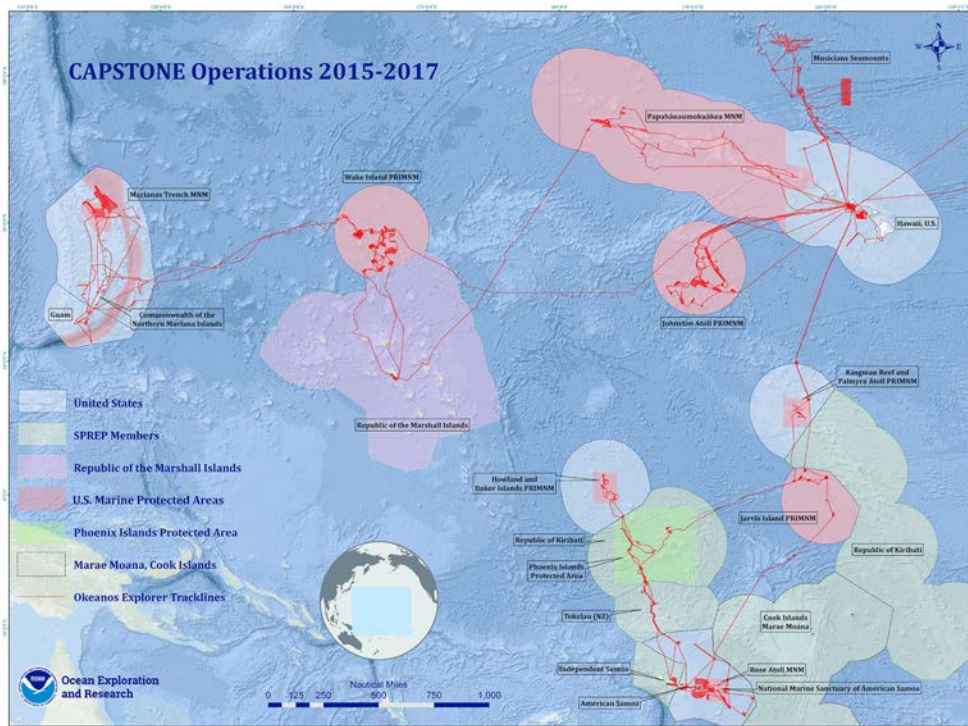 CAPSTONE Operations 2015-2017
Musicians Seamounts
N
W E
S
Papahānaumokuākea MNM
Wake Island PRIMNM
Marianas Trench MNM
Hawaii, U.S.
Guam
Commonwealth of the
Northern Mariana Islands
Johnston Atoll PRIMNM
Kingman Reef and
Palmyra Atoll PRIMNM
Republic of the Marshall Islands
United States
SPREP Members
Republic of the Marshall Islands
U.S. Marine Protected Areas
Phoenix Islands Protected Area
Marae Moana, Cook Islands
Okeanos Explorer Tracklines
Howland and
Baker Islands PRIMNM
Jarvis Island PRIMNM
Republic of Kiribati
Republic of Kiribati
Phoenix Islands
Protected Area
Tokelau (NZ)
Cook Islands
Marae Moana
Independent Samoa
Rose Atoll MNM
National Marine Sanctuary of American Samoa
American Samoa
NOAA
Ocean Exploration
and Research
Nautical Miles
0 125 250 500 750 1,000